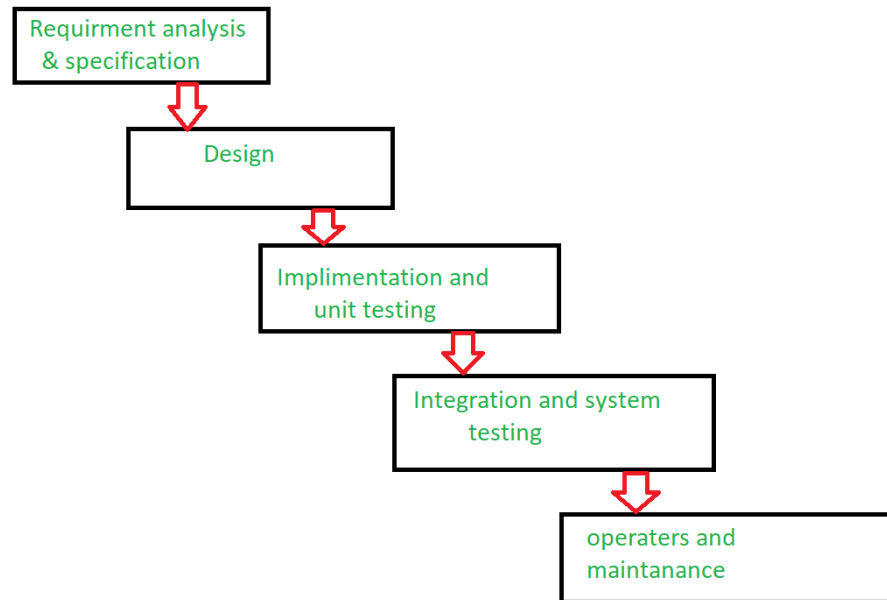 Requirment analysis
& specification
Design
Implimentation and
unit testing
Integration and system
testing
operaters and
maintanance